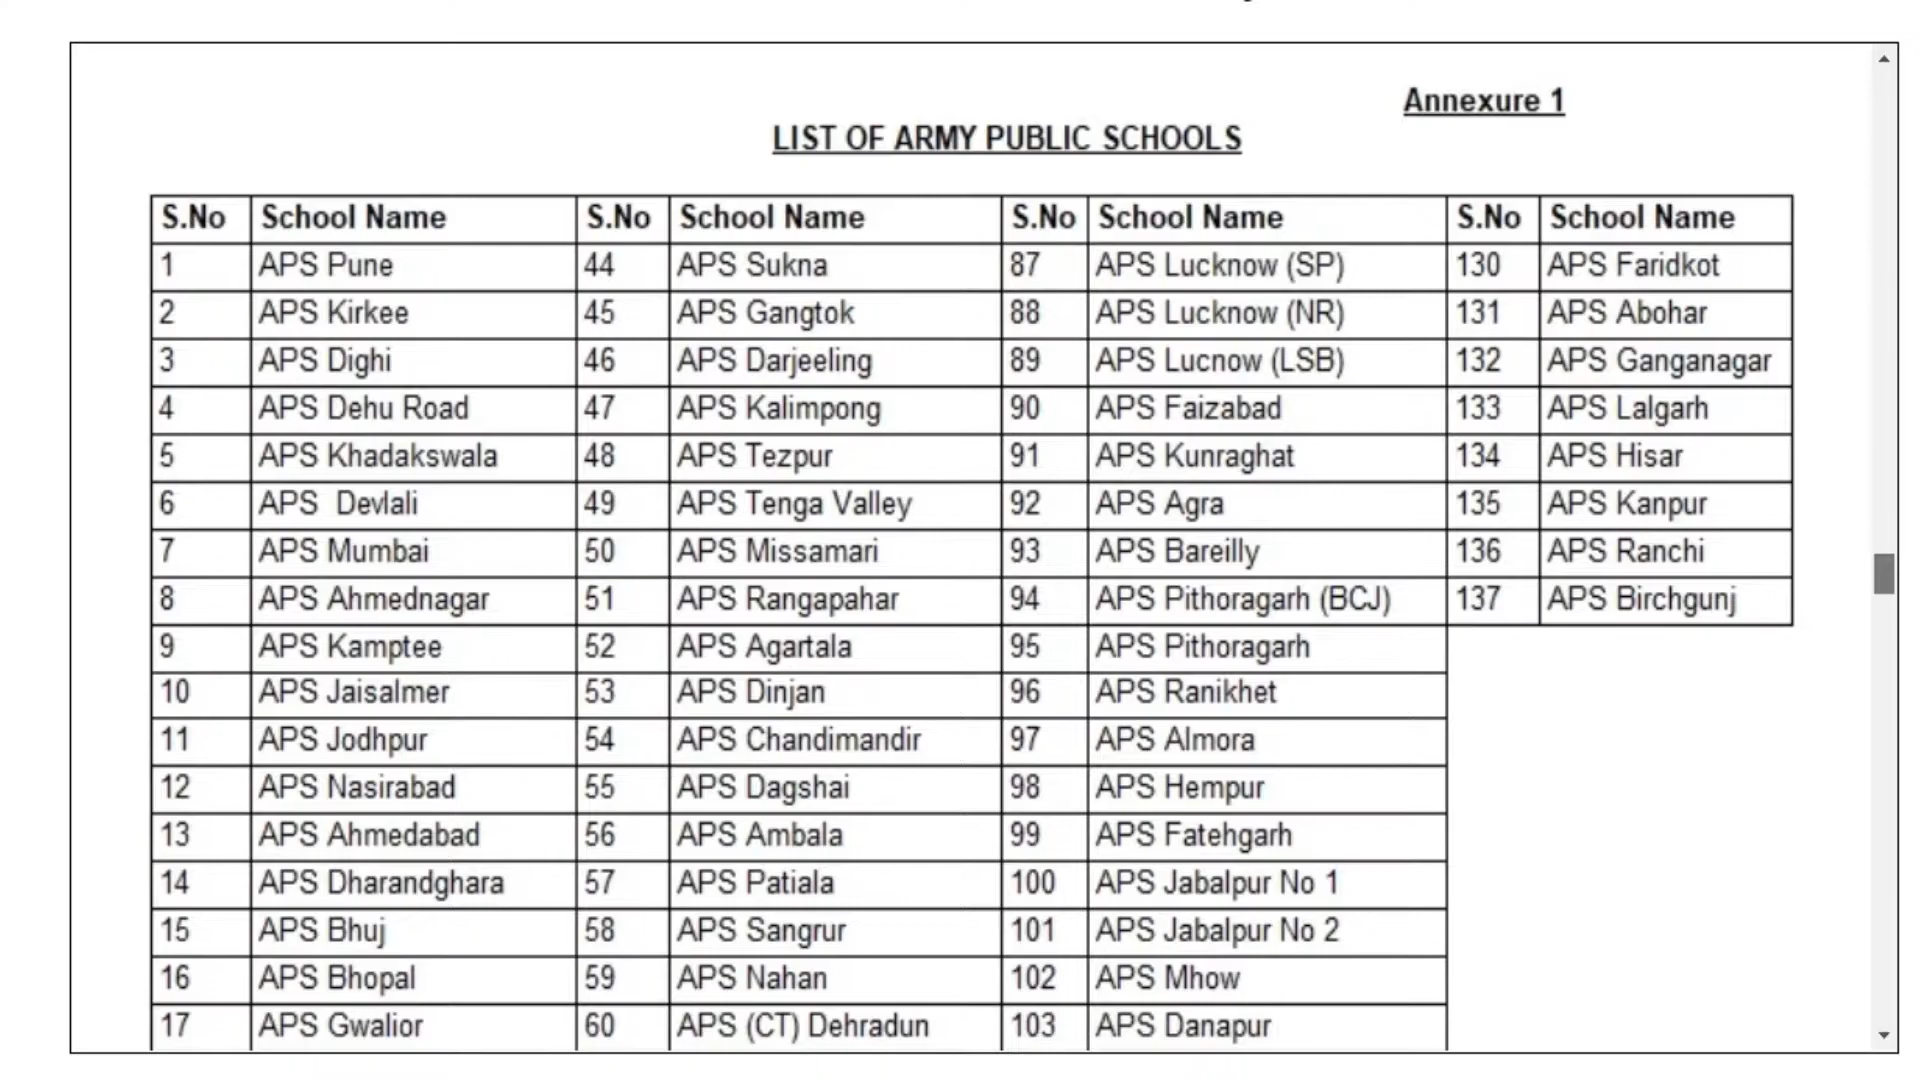 Annexure 1
LIST OF ARMY PUBLIC SCHOOLS
S.No School Name S.No School Name S.No School Name S.No School Name
1 APS Pune 44 APS Sukna 87 APS Lucknow (SP) 130 APS Faridkot
2 APS Kirkee 45 APS Gangtok 88 APS Lucknow (NR) 131 APS Abohar
3 APS Dighi 46 APS Darjeeling 89 APS Lucnow (LSB) 132 APS Ganganagar
4 APS Dehu Road 47 APS Kalimpong 90 APS Faizabad 133 APS Lalgarh
5 APS Khadakswala 48 APS Tezpur 91 APS Kunraghat 134 APS Hisar
6 APS Devlali 49 APS Tenga Valley 92 APS Agra 135 APS Kanpur
7 APS Mumbai 50 APS Missamari 93 APS Bareilly 136 APS Ranchi
8 APS Ahmednagar 51 APS Rangapahar 94 APS Pithoragarh (BCJ) 137 APS Birchgunj
9 APS Kamptee 52 APS Agartala 95 APS Pithoragarh
10 APS Jaisalmer 53 APS Dinjan 96 APS Ranikhet
11 APS Jodhpur 54 APS Chandimandir 97 APS Almora
12 APS Nasirabad 55 APS Dagshai 98 APS Hempur
13 APS Ahmedabad 56 APS Ambala 99 APS Fatehgarh
14 APS Dharandghara 57 APS Patiala 100 APS Jabalpur No 1
15 APS Bhuj 58 APS Sangrur 101 APS Jabalpur No 2
16 APS Bhopal 59 APS Nahan 102 APS Mhow
17 APS Gwalior 60 APS (CT) Dehradun 103 APS Danapur